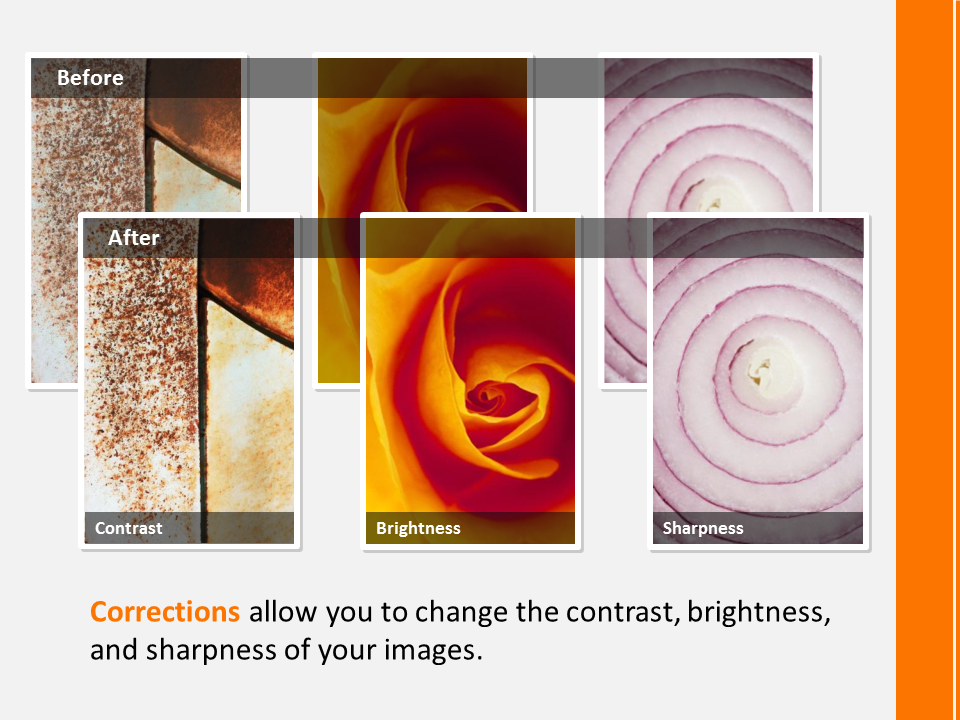 Before
After
Contrast
Brightness
Sharpness
Corrections allow you to change the contrast, brightness,
and sharpness of your images.